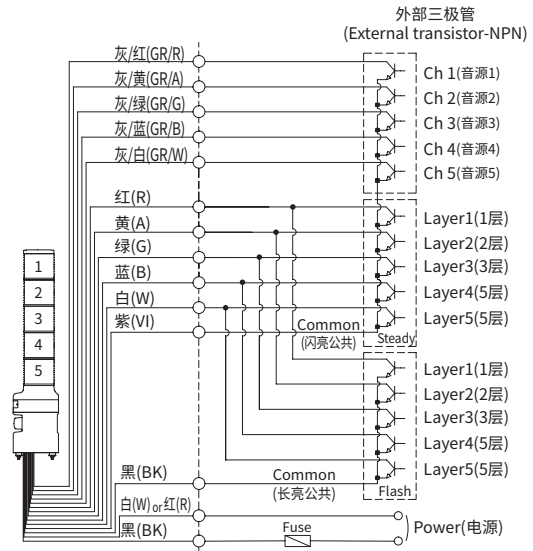 外部三极管
(External transistor-NPN)
灰/红(GR/R)
Ch 1(音源1)
灰/黄(GR/A)
Ch 2(音源2)
灰/绿(GR/G)
Ch 3(音源3)
灰/蓝(GR/B)
Ch 4(音源4)
灰/白(GR/W)
Ch 5(音源5)
红(R)
Layer1(1层)
黄(A)
Layer2(2层)
绿(G)
Layer3(3层)
蓝(B)
Layer4(5层)
白(W)
Layer5(5层)
紫(VI)
Common
(闪亮公共)
Steady
1
2
3
4
5
Layer1(1层)
Layer2(2层)
Layer3(3层)
Layer4(5层)
Layer5(5层)
黑(BK)
Common
(长亮公共)
Flash
白(W) or 红(R)
黑(BK)
Fuse
Power(电源)